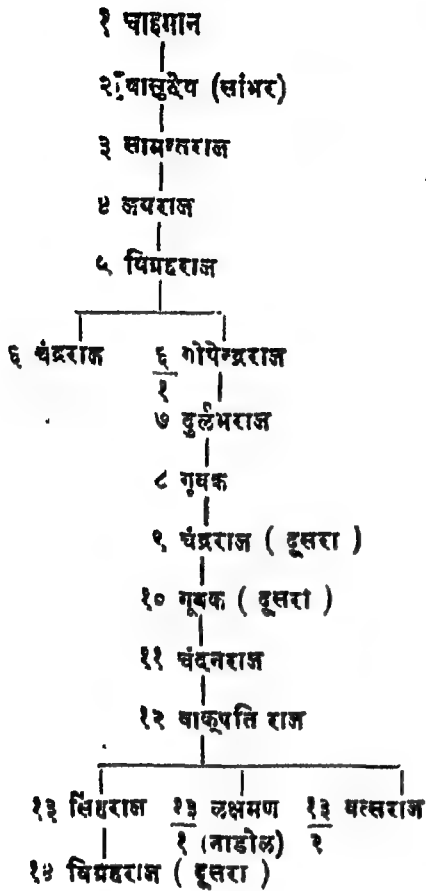 १ चाहमान
२ वासुदेव (सांभर)
३ सामन्तराज
४ जयराज
५ विग्रहराज
६ चंद्रराज ६/१ गोपेन्द्रराज
७ दुर्लभराज
८ गूवक
९ चंद्रराज ( दूसरा )
१० गूवक ( दूसरा )
११ चंदनराज
१२ वाक्पति राज
१३ सिंहराज १३/१ लक्ष्मण (नाडोल) १३/२ वत्सराज
१४ विग्रहराज ( दूसरा )